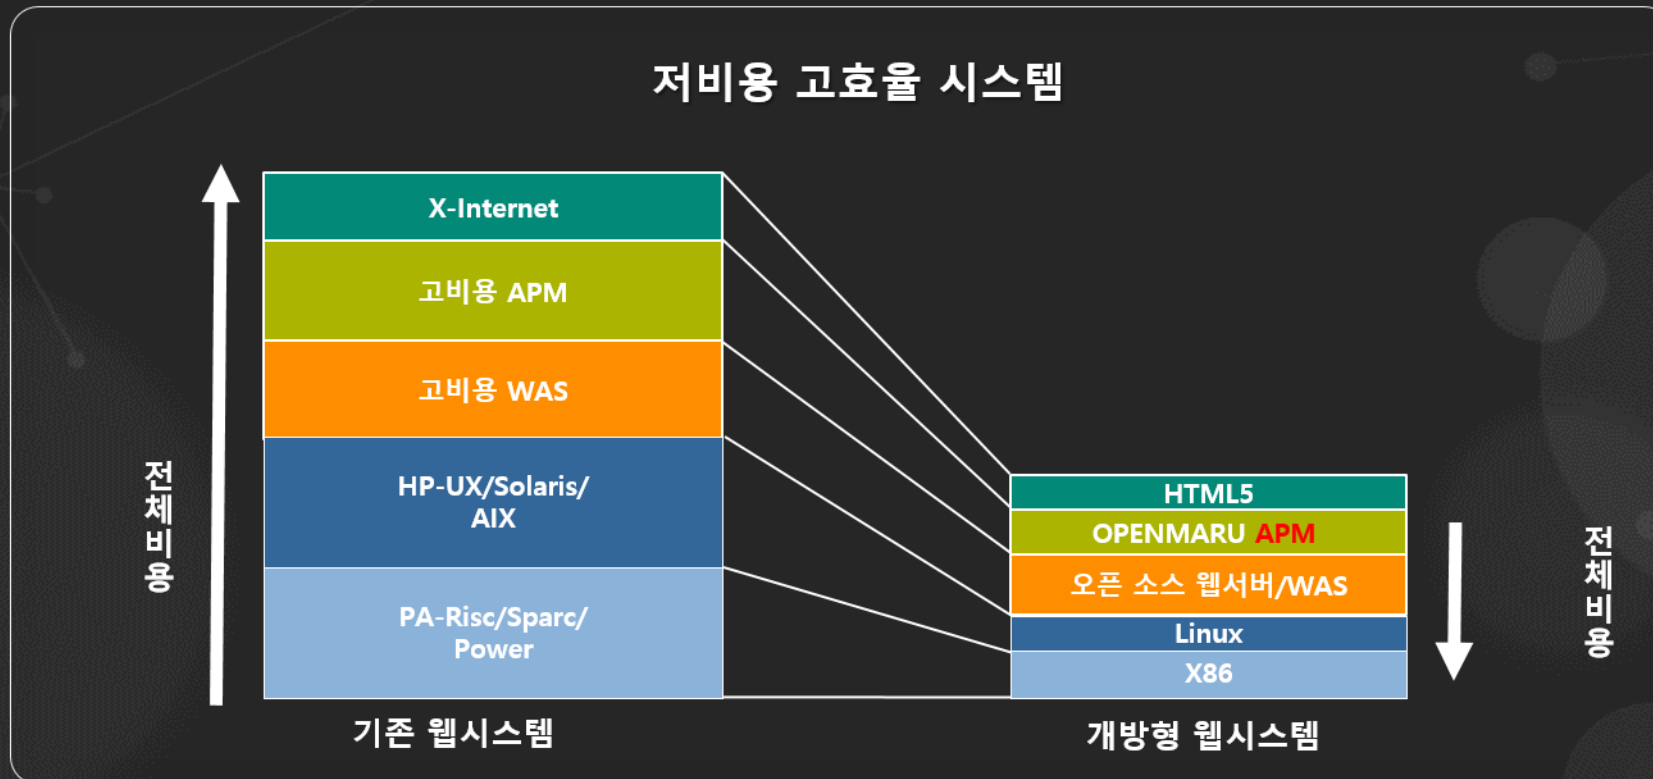 저비용 고효율 시스템
전체비용
X-Internet
고비용 APM
고비용 WAS
HP-UX/Solaris/
AIX
PA-Risc/Sparc/
Power
기존 웹시스템
HTML5
OPENMARU APM
오픈 소스 웹서버/WAS
Linux
X86
개방형 웹시스템
전체비용